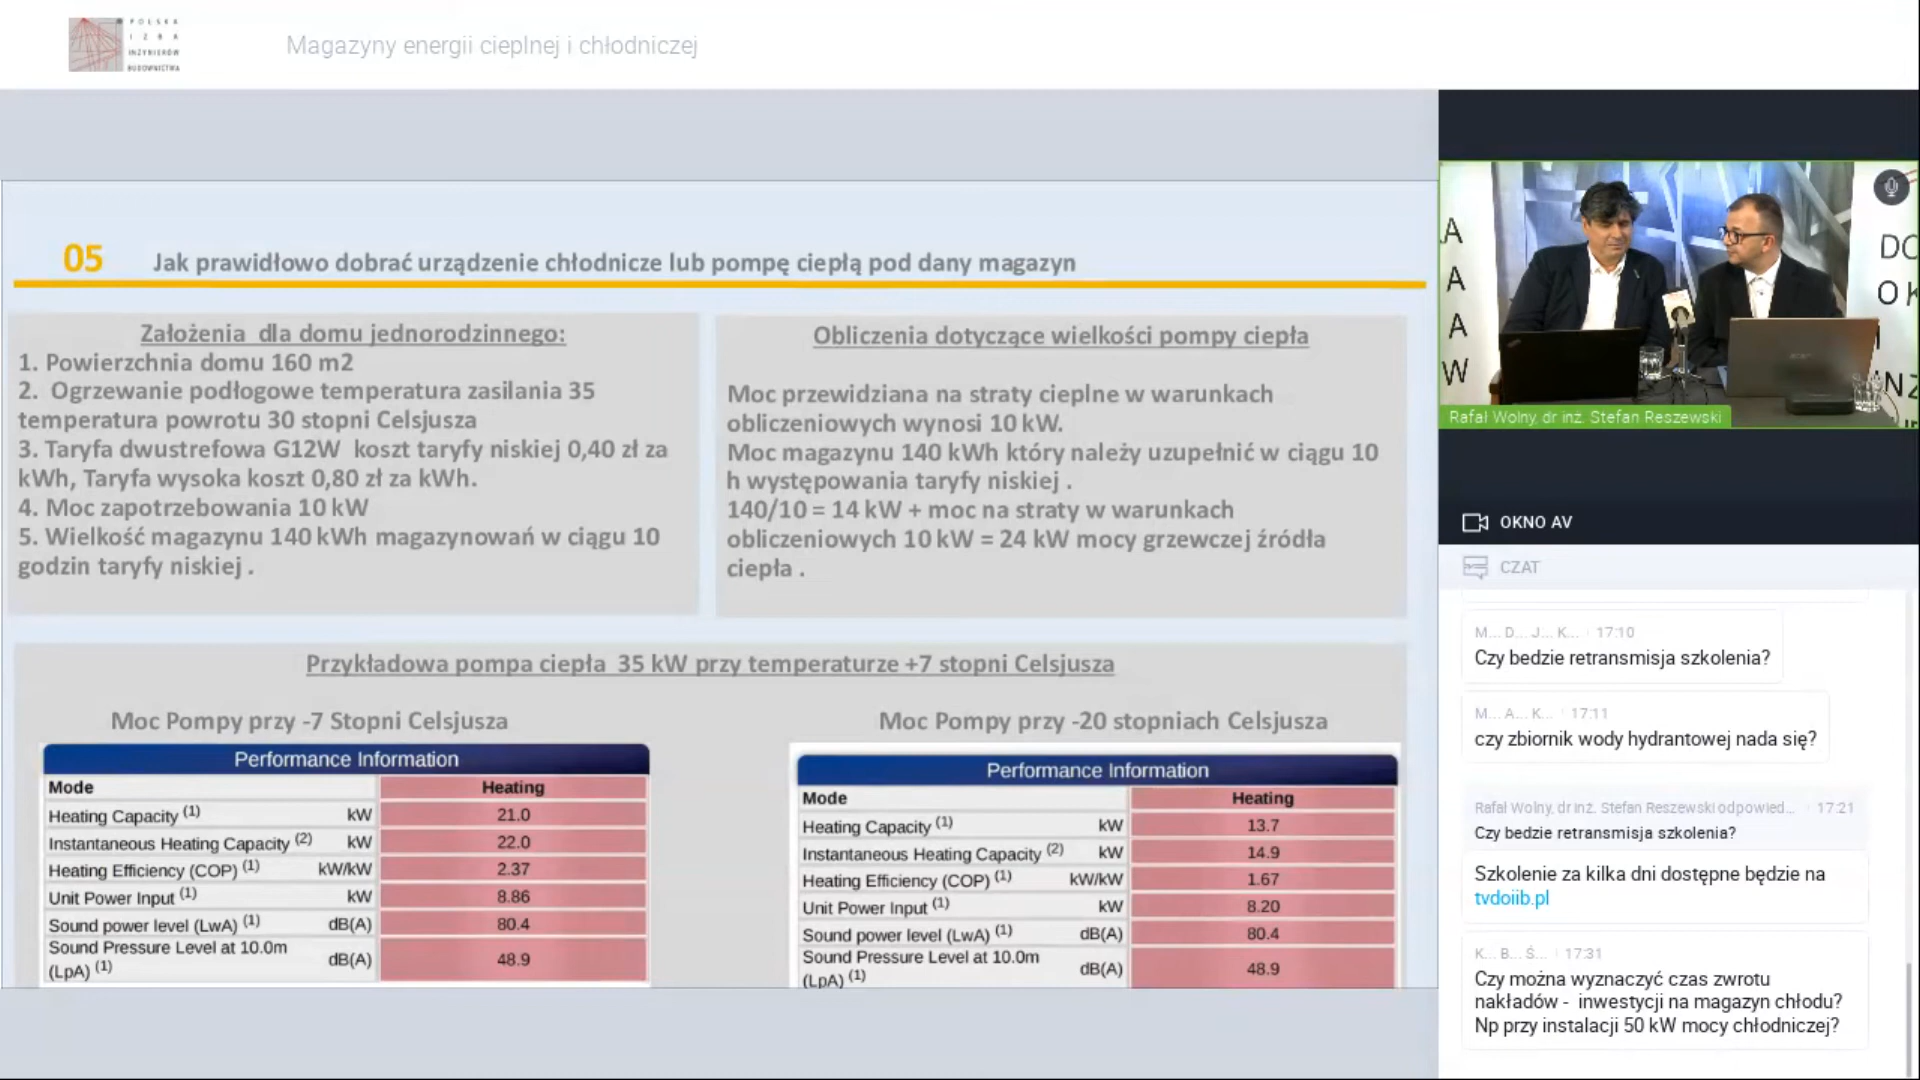 POLSKA
IZBA
INŻYNIERÓW
BUDOWNICTWA
Magazyny energii cieplnej i chłodniczej
05 Jak prawidłowo dobrać urządzenie chłodnicze lub pompę ciepłą pod dany magazyn
Założenia dla domu jednorodzinnego:
1. Powierzchnia domu 160 m2
2. Ogrzewanie podłogowe temperatura zasilania 35
temperatura powrotu 30 stopni Celsjusza
3. Taryfa dwustrefowa G12W koszt taryfy niskiej 0,40 zł za
kWh, Taryfa wysoka koszt 0,80 zł za kWh.
4. Moc zapotrzebowania 10 kW
5. Wielkość magazynu 140 kWh magazynowań w ciągu 10
godzin taryfy niskiej .
Obliczenia dotyczące wielkości pompy ciepła
Moc przewidziana na straty cieplne w warunkach
obliczeniowych wynosi 10 kW.
Moc magazynu 140 kWh który należy uzupełnić w ciągu 10
h występowania taryfy niskiej .
140/10 = 14 kW + moc na straty w warunkach
obliczeniowych 10 kW = 24 kW mocy grzewczej źródła
ciepła .
Przykładowa pompa ciepła 35 kW przy temperaturze +7 stopni Celsjusza
Moc Pompy przy -7 Stopni Celsjusza
Performance Information
Mode Heating
Heating Capacity (1) kW 21.0
Instantaneous Heating Capacity (2) kW 22.0
Heating Efficiency (COP) (1) kW/kW 2.37
Unit Power Input (1) kW 8.86
Sound power level (LwA) (1) dB(A) 80.4
Sound Pressure Level at 10.0m
(LpA) (1) dB(A) 48.9
Moc Pompy przy -20 stopniach Celsjusza
Performance Information
Mode Heating
Heating Capacity (1) kW 13.7
Instantaneous Heating Capacity (2) kW 14.9
Heating Efficiency (COP) (1) kW/kW 1.67
Unit Power Input (1) kW 8.20
Sound power level (LwA) (1) dB(A) 80.4
Sound Pressure Level at 10.0m
(LpA) (1) dB(A) 48.9
A
A
A
W
DO
OK
NZ
acer
Rafał Wolny, dr inż. Stefan Reszewski
OKNO AV
CZAT
M... D... J... K... 17:10
Czy bedzie retransmisja szkolenia?
M... A... K... 17:11
czy zbiornik wody hydrantowej nada się?
Rafał Wolny, dr inż. Stefan Reszewski odpowied... 17:21
Czy bedzie retransmisja szkolenia?
Szkolenie za kilka dni dostępne będzie na
tvdoiib.pl
K... B... Ś... 17:31
Czy można wyznaczyć czas zwrotu
nakładów - inwestycji na magazyn chłodu?
Np przy instalacji 50 kW mocy chłodniczej?